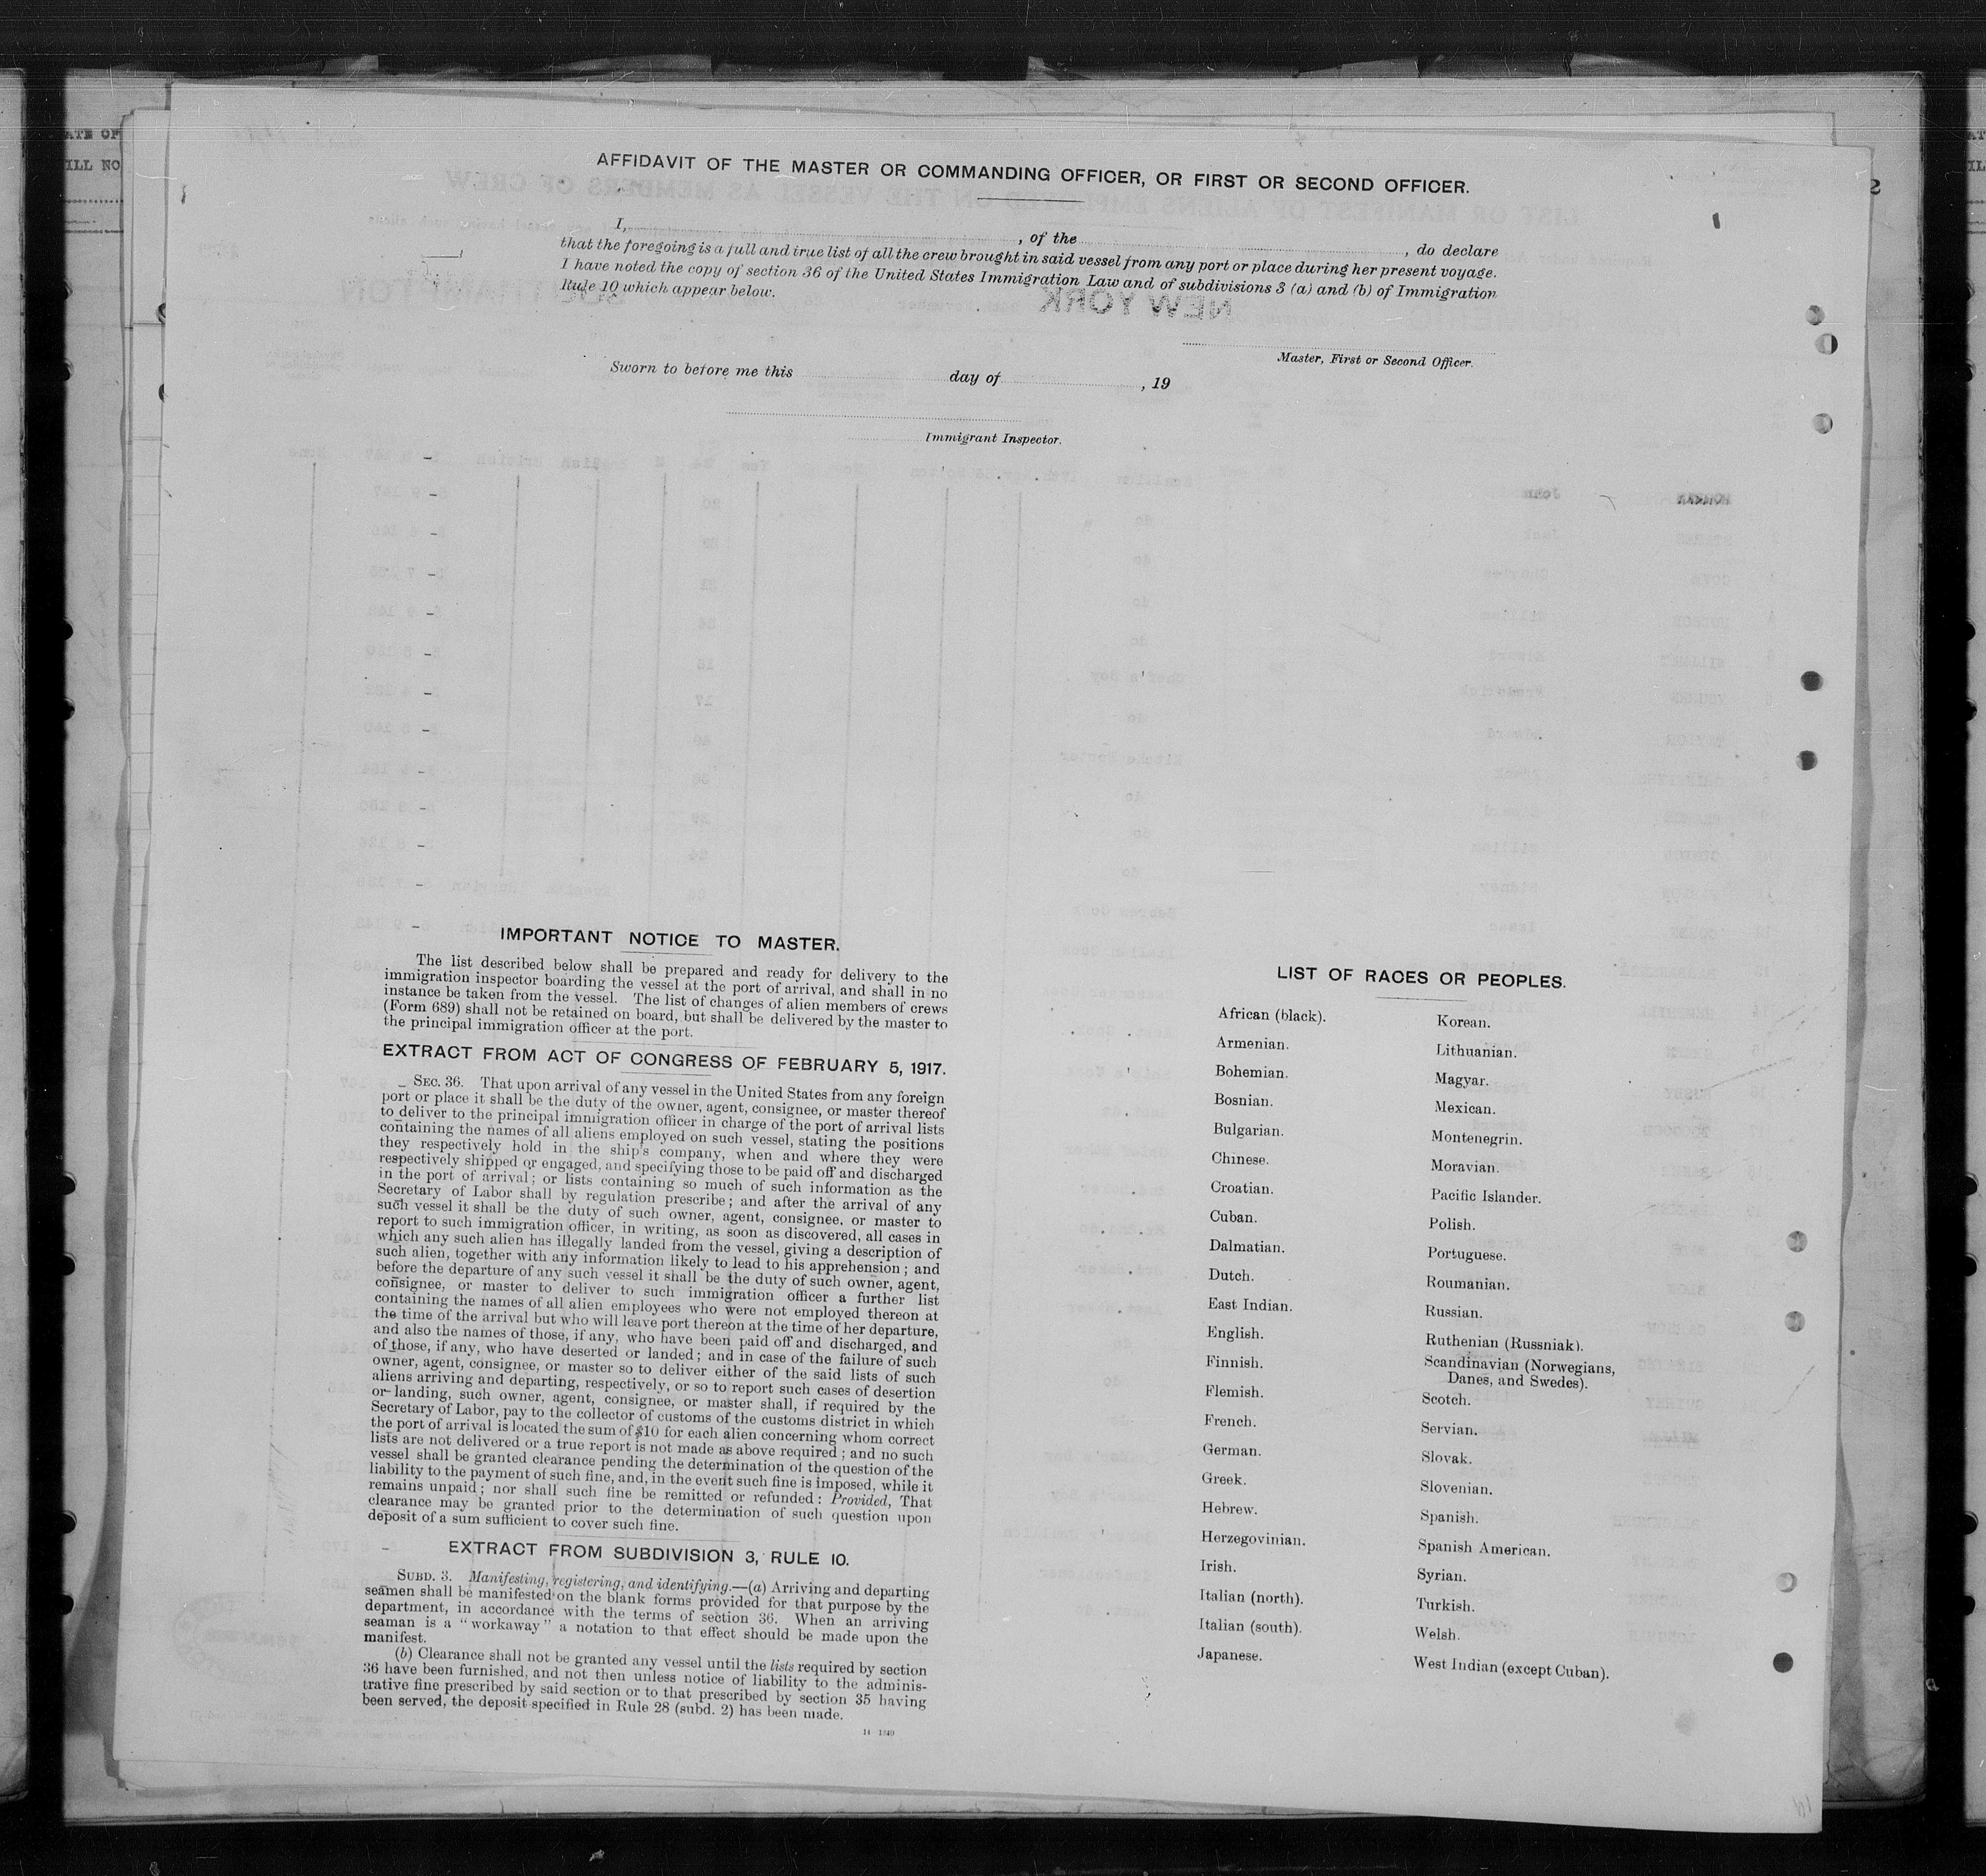 AFFIDAVIT OF THE MASTER OR COMMANDING OFFICER, OR FIRST OR SECOND OFFICER.
I, , of the , do declare
that the foregoing is a full and true list of all the crew brought in said vessel from any port or place during her present voyage.
I have noted the copy of section 36 of the United States Immigration Law and of subdivisions 3 (a) and (b) of Immigration
Rule 10 which appear below.
Master, First or Second Officer.
Sworn to before me this day of , 19
Immigrant Inspector.
IMPORTANT NOTICE TO MASTER.
The list described below shall be prepared and ready for delivery to the
immigration inspector boarding the vessel at the port of arrival, and shall in no
instance be taken from the vessel. The list of changes of alien members of crews
(Form 689) shall not be retained on board, but shall be delivered by the master to
the principal immigration officer at the port.
EXTRACT FROM ACT OF CONGRESS OF FEBRUARY 5, 1917.
SEC. 36. That upon arrival of any vessel in the United States from any foreign
port or place it shall be the duty of the owner, agent, consignee, or master thereof
to deliver to the principal immigration officer in charge of the port of arrival lists
containing the names of all aliens employed on such vessel, stating the positions
they respectively hold in the ship's company, when and where they were
respectively shipped or engaged, and specifying those to be paid off and discharged
in the port of arrival; or lists containing so much of such information as the
Secretary of Labor shall by regulation prescribe; and after the arrival of any
such vessel it shall be the duty of such owner, agent, consignee, or master to
report to such immigration officer, in writing, as soon as discovered, all cases in
which any such alien has illegally landed from the vessel, giving a description of
such alien, together with any information likely to lead to his apprehension; and
before the departure of any such vessel it shall be the duty of such owner, agent,
consignee, or master to deliver to such immigration officer a further list
containing the names of all alien employees who were not employed thereon at
the time of the arrival but who will leave port thereon at the time of her departure,
and also the names of those, if any, who have been paid off and discharged, and
of those, if any, who have deserted or landed; and in case of the failure of such
owner, agent, consignee, or master so to deliver either of the said lists of such
aliens arriving and departing, respectively, or so to report such cases of desertion
or landing, such owner, agent, consignee, or master shall, if required by the
Secretary of Labor, pay to the collector of customs of the customs district in which
the port of arrival is located the sum of $10 for each alien concerning whom correct
lists are not delivered or a true report is not made as above required; and no such
vessel shall be granted clearance pending the determination of the question of the
liability to the payment of such fine, and, in the event such fine is imposed, while it
remains unpaid; nor shall such fine be remitted or refunded: Provided, That
clearance may be granted prior to the determination of such question upon
deposit of a sum sufficient to cover such fine.
EXTRACT FROM SUBDIVISION 3, RULE 10.
SUBD. 3. Manifesting, registering, and identifying.—(a) Arriving and departing
seamen shall be manifested on the blank forms provided for that purpose by the
department, in accordance with the terms of section 36. When an arriving
seaman is a "workaway" a notation to that effect should be made upon the
manifest.
(b) Clearance shall not be granted any vessel until the lists required by section
36 have been furnished, and not then unless notice of liability to the adminis-
trative fine prescribed by said section or to that prescribed by section 35 having
been served, the deposit specified in Rule 28 (subd. 2) has been made.
LIST OF RACES OR PEOPLES.
African (black).
Armenian.
Bohemian.
Bosnian.
Bulgarian.
Chinese.
Croatian.
Cuban.
Dalmatian.
Dutch.
East Indian.
English.
Finnish.
Flemish.
French.
German.
Greek.
Hebrew.
Herzegovinian.
Irish.
Italian (north).
Italian (south).
Japanese.
Korean.
Lithuanian.
Magyar.
Mexican.
Montenegrin.
Moravian.
Pacific Islander.
Polish.
Portuguese.
Roumanian.
Russian.
Ruthenian (Russniak).
Scandinavian (Norwegians,
Danes, and Swedes).
Scotch.
Servian.
Slovak.
Slovenian.
Spanish.
Spanish American.
Syrian.
Turkish.
Welsh.
West Indian (except Cuban).